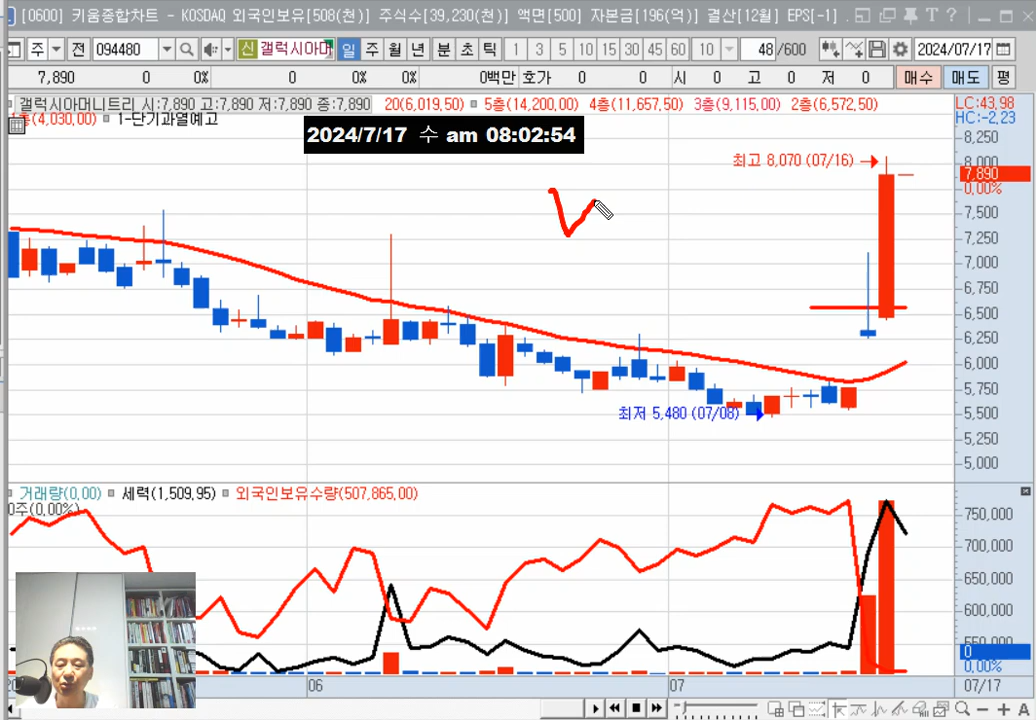 [0600] 키움종합차트 - KOSDAQ 외국인보유[508(천)] 주식수[39,230(천)] 액면[500] 자본금[196(억)] 결산[12월] EPS[-1]
주 전 094480 신 갤럭시아머 일 주 월 년 분 초 틱 1 3 5 10 15 30 45 60 10 48 /600 2024/07/17
7,890 0 0% 0 0% 0% 0백만 호가 0 0 시 0 고 0 저 0 매수 매도 평
갤럭시아머니트리 시:7,890 고:7,890 저:7,890 종:7,890 20(6,019,50) 5층(14,200,00) 4층(11,657,50) 3층(9,115,00) 2층(6,572,50) LC:43,98
층(4,030,00) 1-단기과열예고 HC:-2,23
2024/7/17 수 am 08:02:54
8,250
최고 8,070 (07/16) 8,000
7,890
0,00%
7,500
7,250
7,000
6,750
6,500
6,250
6,000
5,750
최저 5,480 (07/08) 5,500
5,250
5,000
거래량(0,00) 세력(1,509,95) 외국인보유수량(507,865,00)
0주(0,00%)
750,000
700,000
650,000
600,000
550,000
0
0,00%
06 07 07/17